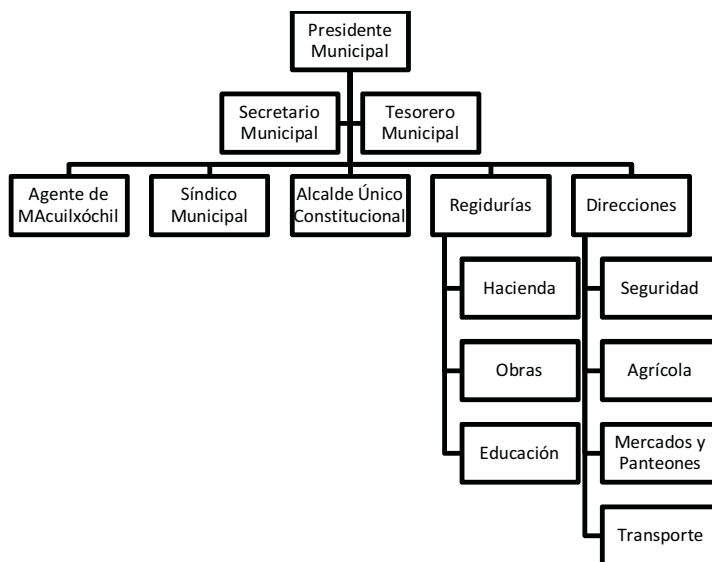 Presidente
Municipal
Secretario
Municipal
Tesorero
Municipal
Agente de
MAcuilxóchil
Síndico
Municipal
Alcalde Único
Constitucional
Regidurías
Direcciones
Hacienda
Obras
Educación
Seguridad
Agrícola
Mercados y
Panteones
Transporte